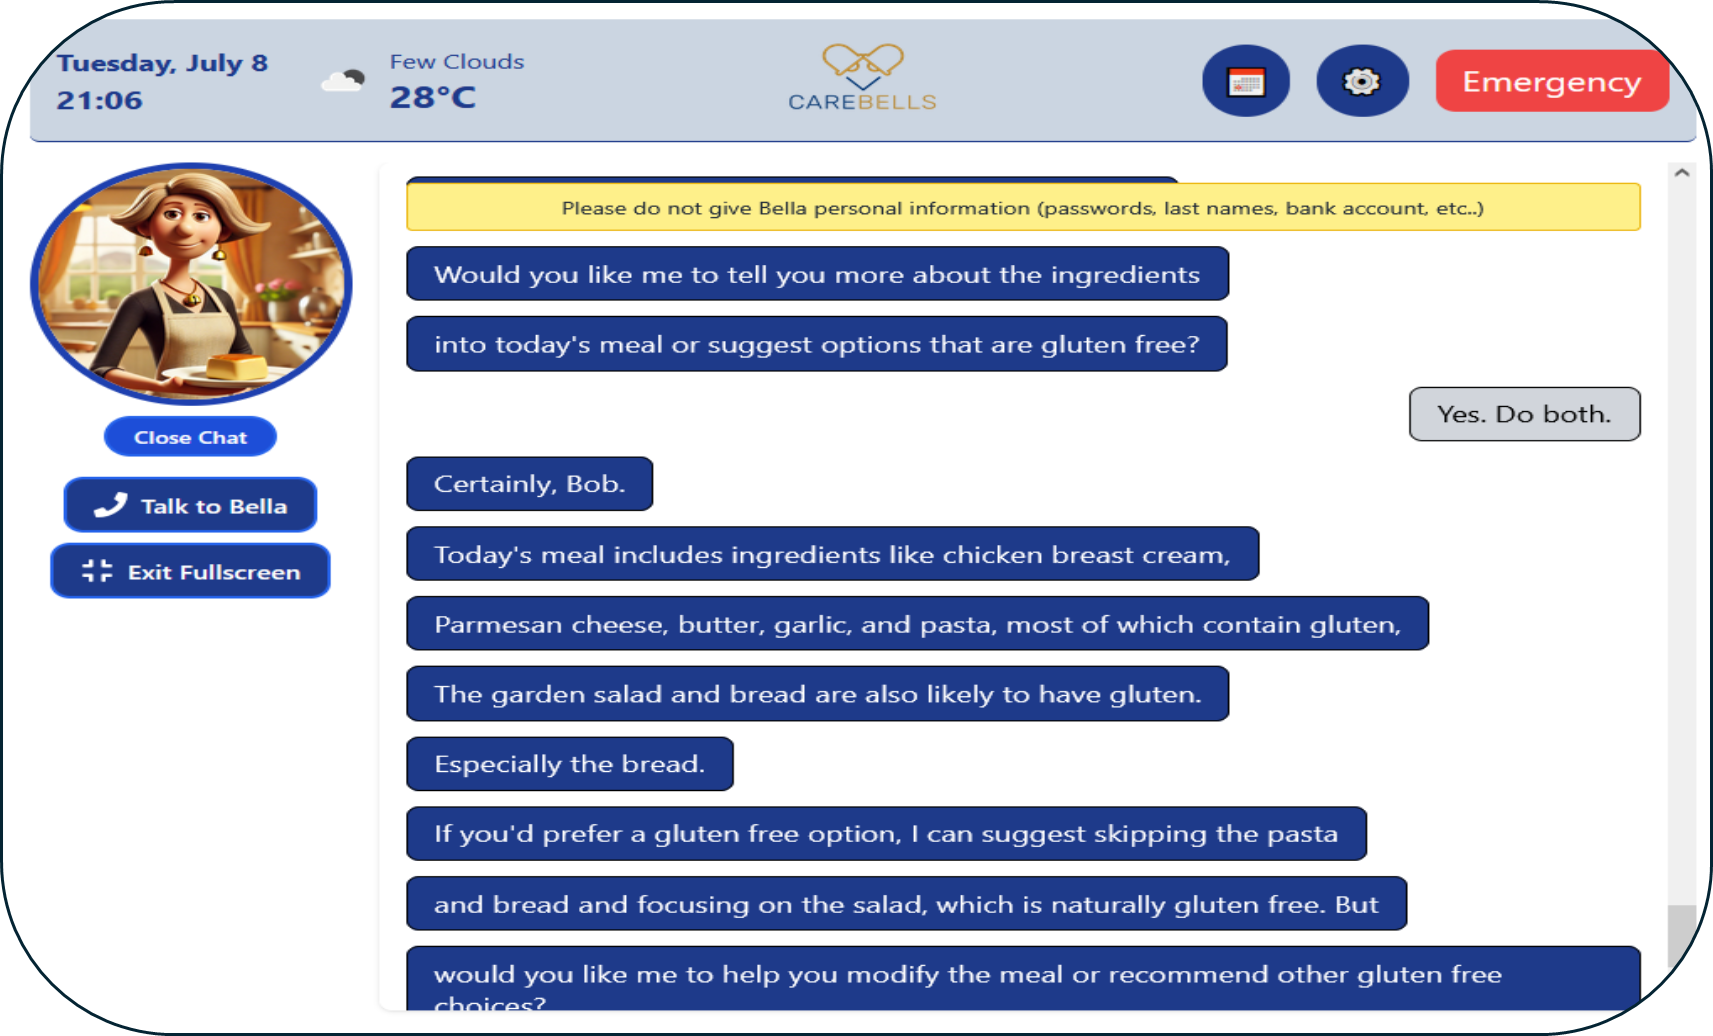 Tuesday, July 8
21:06
Few Clouds
28°C
CAREBELLS
Emergency
Close Chat
Talk to Bella
Exit Fullscreen
Please do not give Bella personal information (passwords, last names, bank account, etc..)
Would you like me to tell you more about the ingredients
into today's meal or suggest options that are gluten free?
Yes. Do both.
Certainly, Bob.
Today's meal includes ingredients like chicken breast cream,
Parmesan cheese, butter, garlic, and pasta, most of which contain gluten,
The garden salad and bread are also likely to have gluten.
Especially the bread.
If you'd prefer a gluten free option, I can suggest skipping the pasta
and bread and focusing on the salad, which is naturally gluten free. But
would you like me to help you modify the meal or recommend other gluten free
choices?